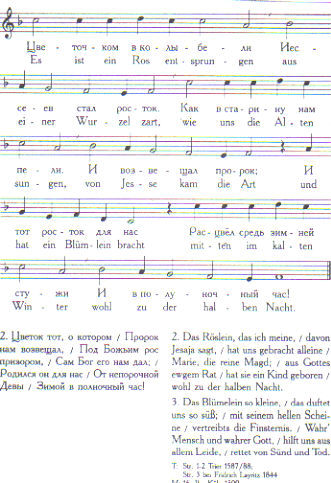 Цве - точ - ком в ко - лы - бе - ли Иес -
Es ist ein Ros ent - sprun - gen aus
се - ев стал рос - ток. Как в ста - ри - ну нам
ei - ner Wur - zel zart, wie uns die Al - ten
пе - ли. И воз - ве - щал про - рок; И
sun - gen, von Jes - se kam die Art und
тот рос - ток для нас Рас - цвёл средь зим - ней
hat ein Blüm - lein bracht mit - ten im kal - ten
сту - жи И в по - лу - ноч - ный час!
Win - ter wohl zu der hal - ben Nacht.
2. Цветок тот, о котором / Пророк
нам возвещал, / Под Божьим рос
призором, / Сам Бог его нам дал; /
Родился он для нас / От непорочной
Девы / Зимой в полночный час!
2. Das Röslein, das ich meine, / davon
Jesaja sagt, / hat uns gebracht alleine /
Marie, die reine Magd; / aus Gottes
ewgem Rat / hat sie ein Kind geboren /
wohl zu der halben Nacht.
3. Das Blümelein so kleine, / das duftet
uns so süß; / mit seinem hellen Schei-
ne / vertreibts die Finsternis. / Wahr'
Mensch und wahrer Gott, / hilft uns aus
allem Leide, / rettet von Sünd und Tod.
T: Str. 1-2 Trier 1587/88,
Str. 3 bei Fridrich Layritz 1844